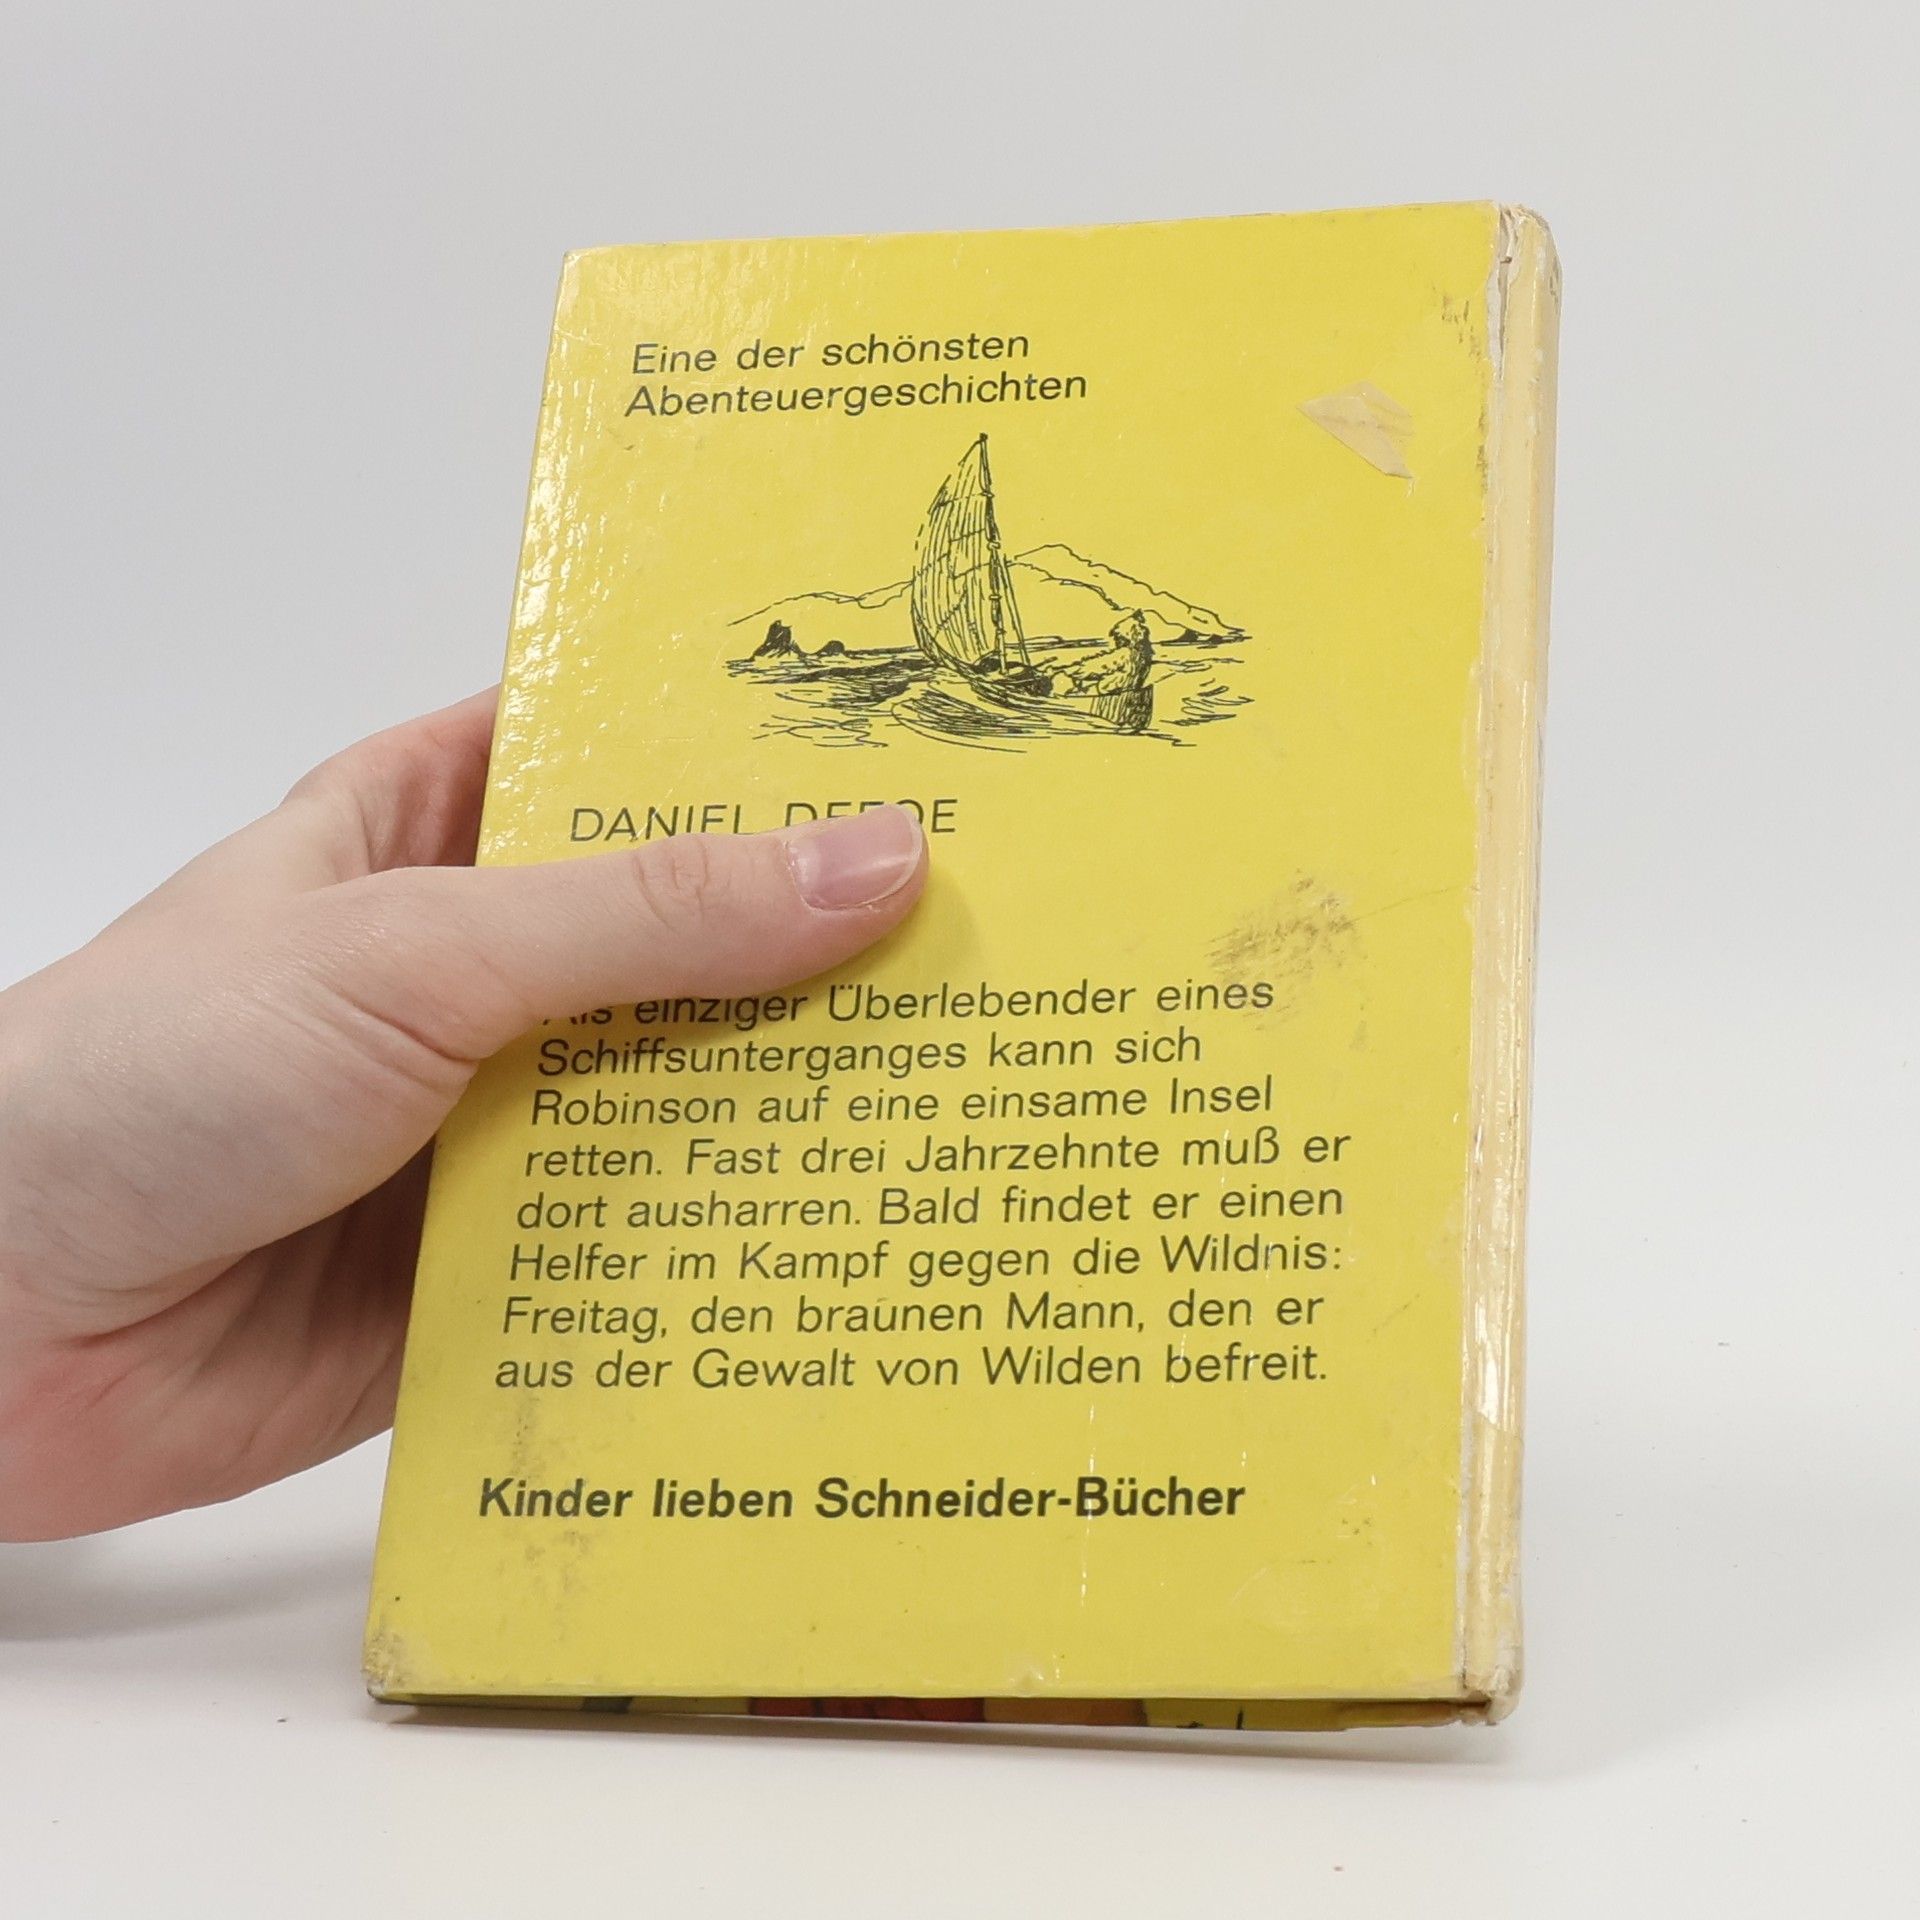 Eine der schönsten
Abenteuergeschichten
DANIEL DEFOE
Als einziger Überlebender eines
Schiffsunterganges kann sich
Robinson auf eine einsame Insel
retten. Fast drei Jahrzehnte muß er
dort ausharren. Bald findet er einen
Helfer im Kampf gegen die Wildnis:
Freitag, den braunen Mann, den er
aus der Gewalt von Wilden befreit.
Kinder lieben Schneider-Bücher